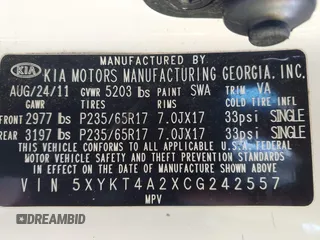 MANUFACTURED BY
KIA KIA MOTORS MANUFACTURING GEORGIA, INC.
AUG/24/11 GVWR 5203 lbs PAINT SWA TRIM VA
GAWR TIRES RIMS COLD TIRE INFL
FRONT 2977 lbs P235/65R17 7.0JX17 33psi SINGLE
REAR 3197 lbs P235/65R17 7.0JX17 33psi SINGLE
THIS VEHICLE CONFORMS TO ALL APPLICABLE FEDERAL
MOTOR VEHICLE SAFETY AND THEFT PREVENTION STANDARDS
IN EFFECT ON THE DATE OF MANUFACTURE SHOWN ABOVE.
VIN 5XYKT4A2XCG242557
MPV
DREAMBID